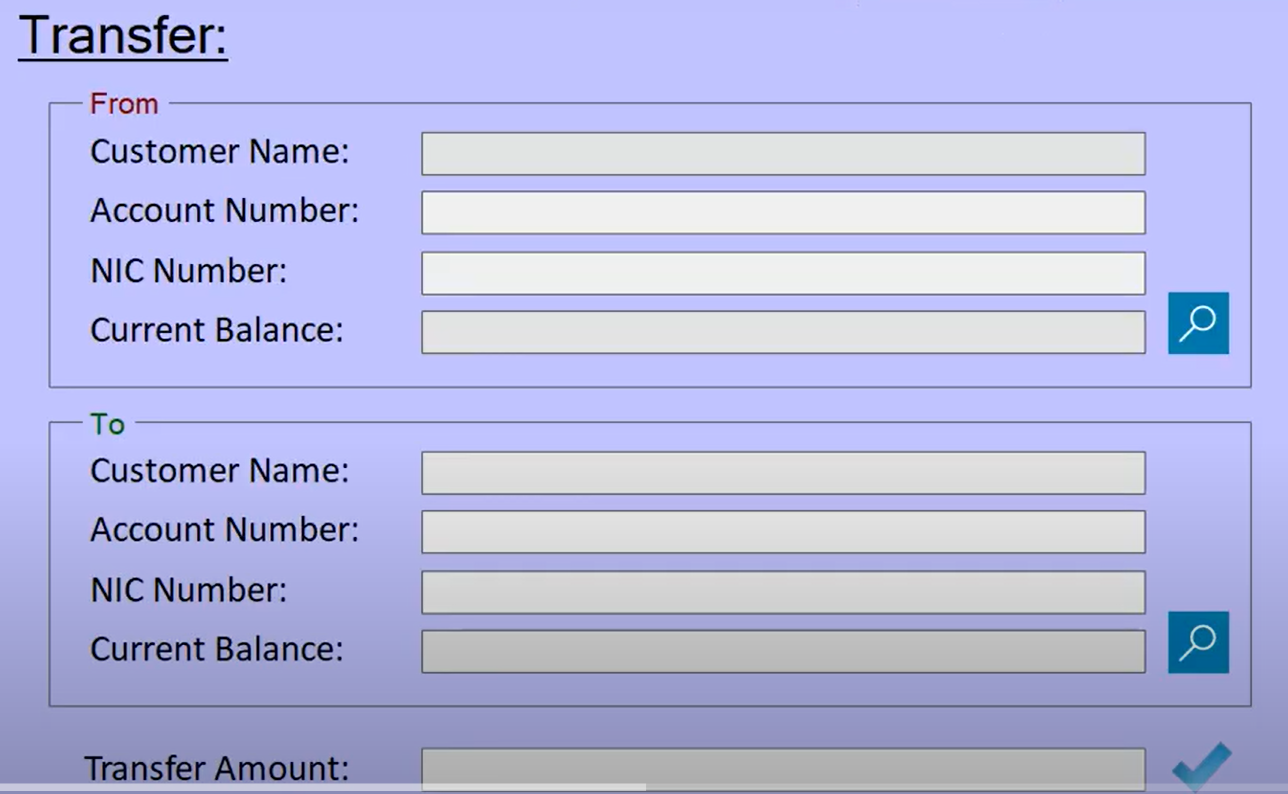 Transfer:
From
Customer Name:
Account Number:
NIC Number:
Current Balance:
To
Customer Name:
Account Number:
NIC Number:
Current Balance:
Transfer Amount: